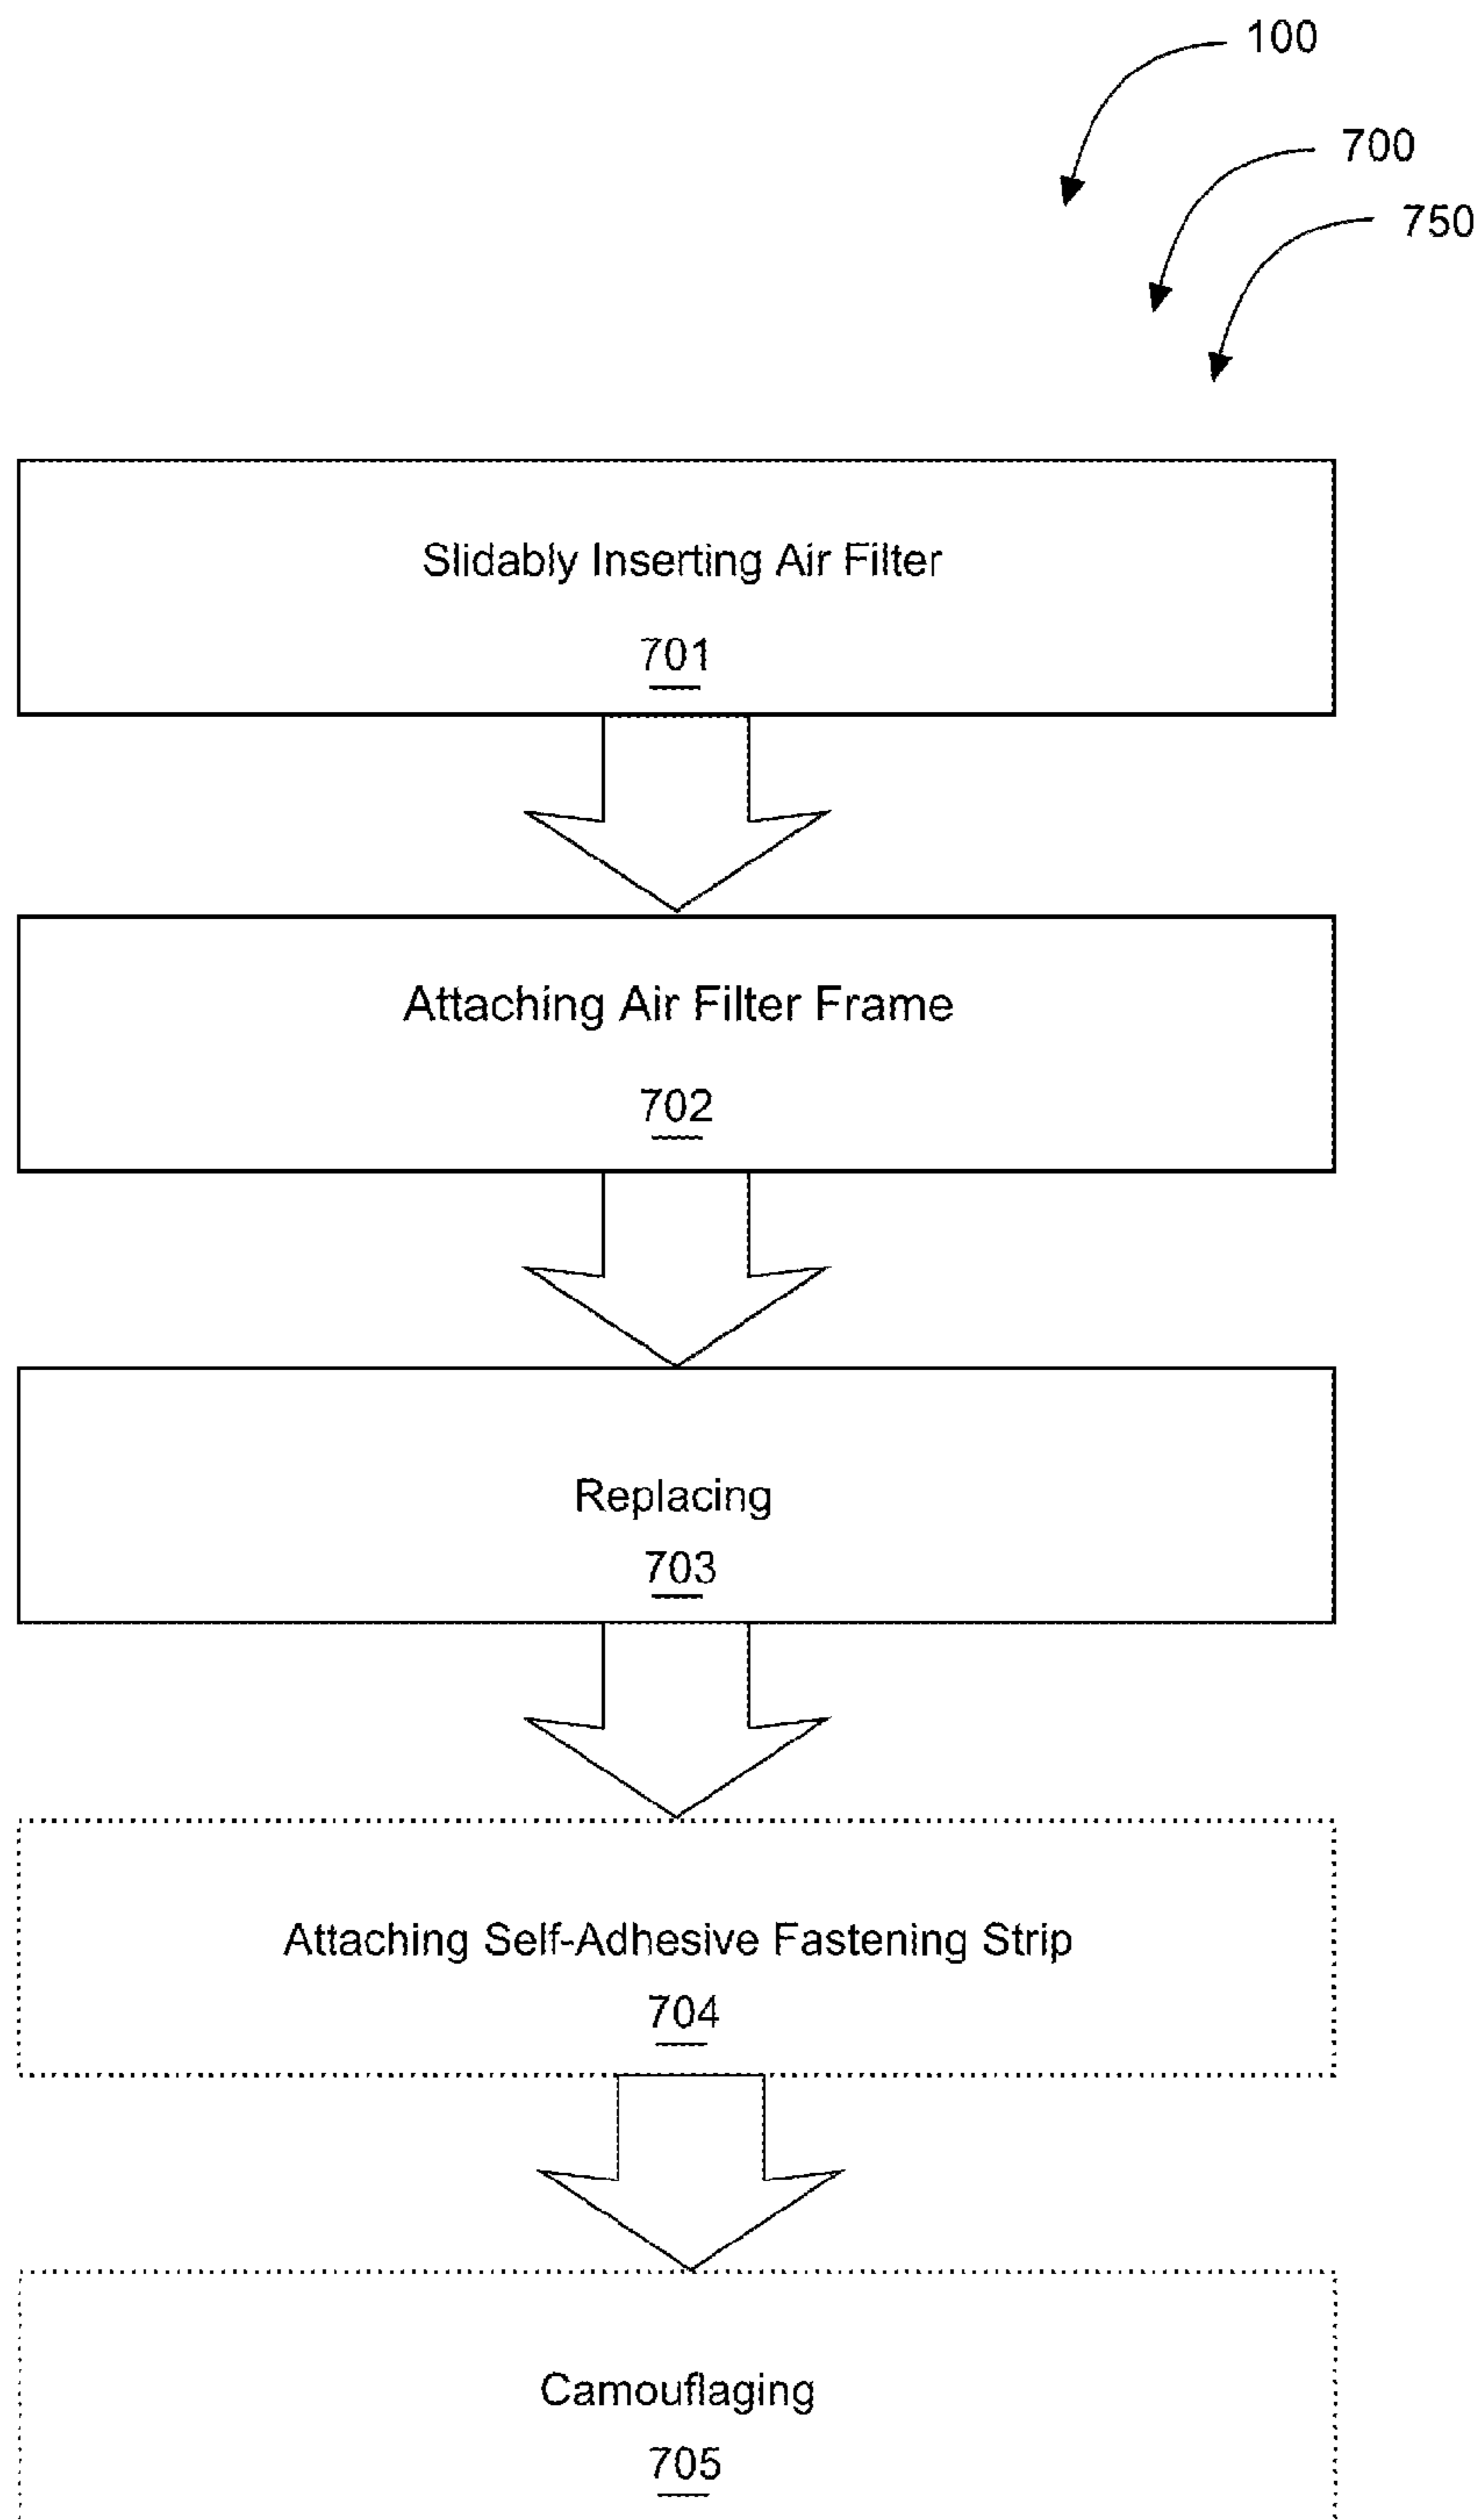 100
700
750
Slidably Inserting Air Filter
701
Attaching Air Filter Frame
702
Replacing
703
Attaching Self-Adhesive Fastening Strip
704
Camouflaging
705